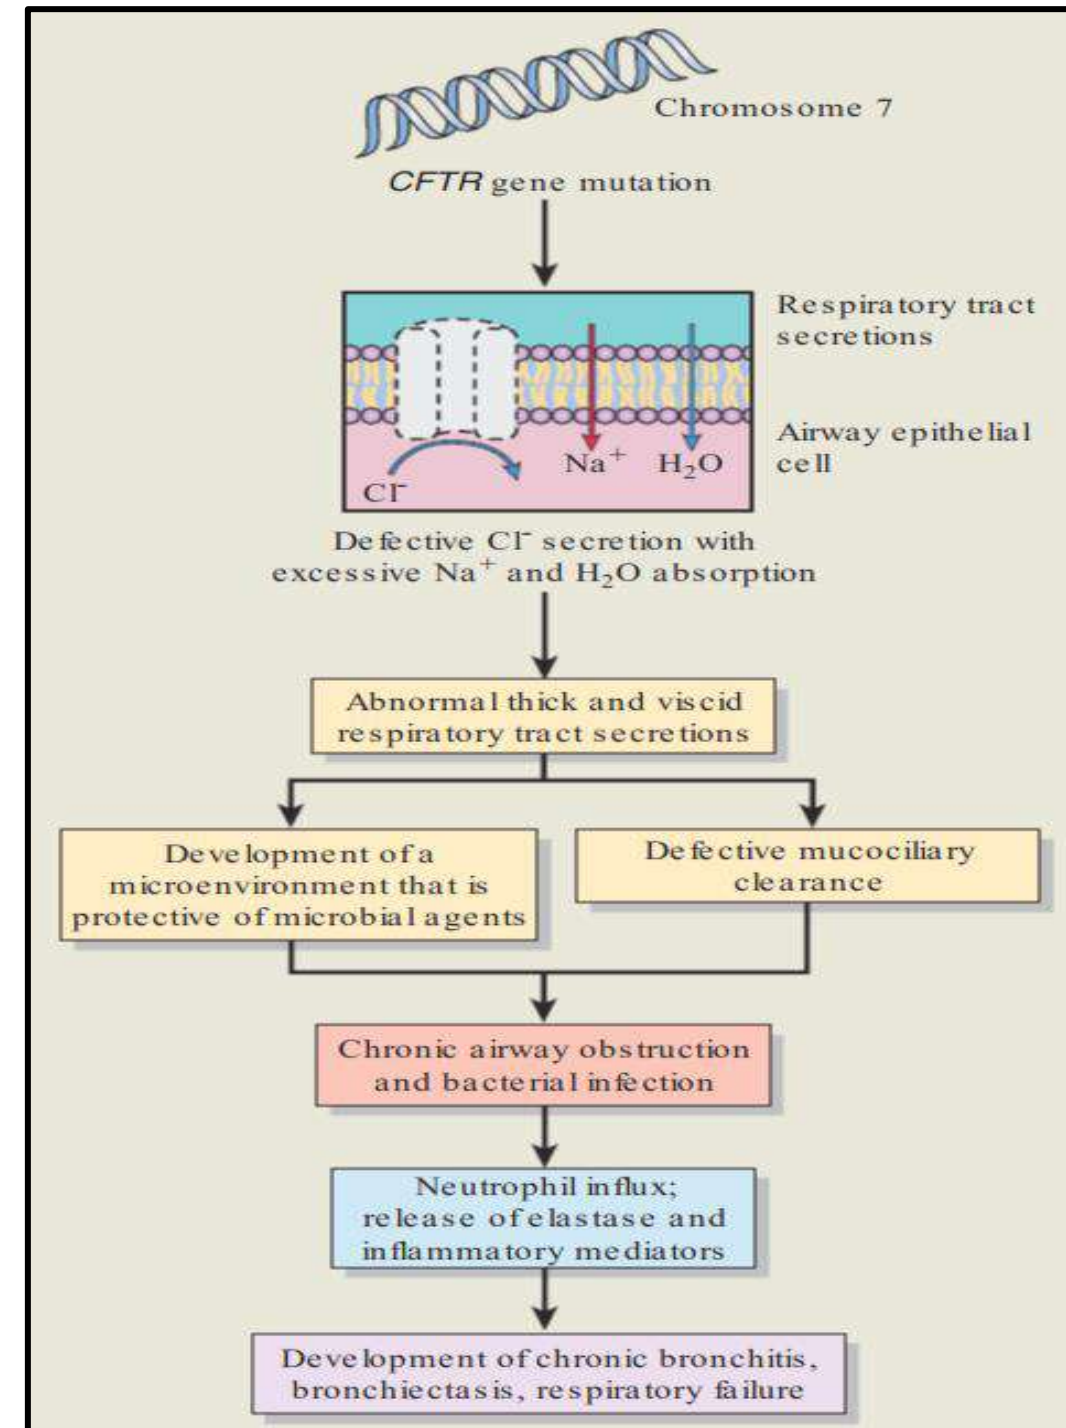 Chromosome 7
CFTR gene mutation
Respiratory tract
secretions
Airway epithelial
cell
Cl⁻
Na⁺
H₂O
Defective Cl⁻ secretion with
excessive Na⁺ and H₂O absorption
Abnormal thick and viscid
respiratory tract secretions
Development of a
microenvironment that is
protective of microbial agents
Defective mucociliary
clearance
Chronic airway obstruction
and bacterial infection
Neutrophil influx;
release of elastase and
inflammatory mediators
Development of chronic bronchitis,
bronchiectasis, respiratory failure